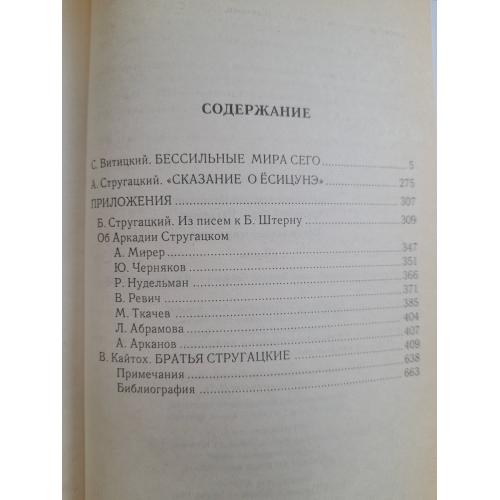 СОДЕРЖАНИЕ
С. Витицкий. БЕССИЛЬНЫЕ МИРА СЕГО 5
А. Стругацкий. «СКАЗАНИЕ О ЁСИЦУНЭ» 275
ПРИЛОЖЕНИЯ 307
Б. Стругацкий. Из писем к Б. Штерну 309
Об Аркадии Стругацком
А. Мирер 347
Ю. Черняков 351
Р. Нудельман 366
В. Ревич 371
М. Ткачев 385
Л. Абрамова 404
А. Арканов 407
В. Кайтох. БРАТЬЯ СТРУГАЦКИЕ 409
Примечания 638
Библиография 663